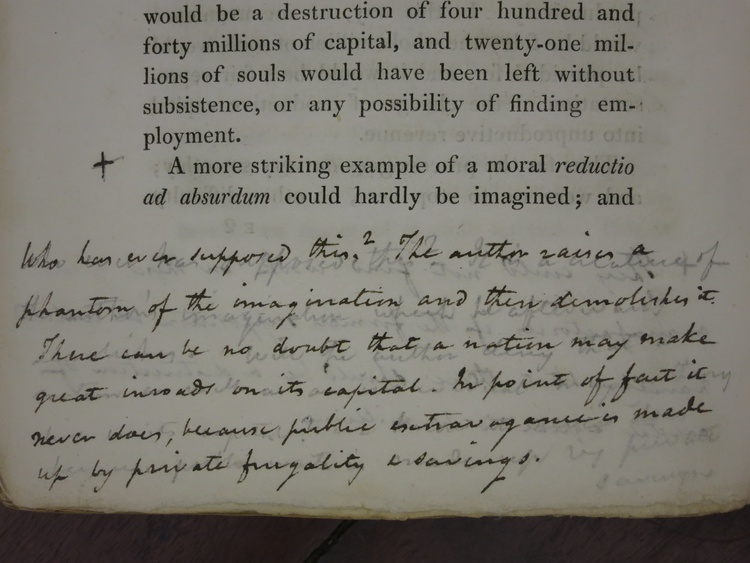 would be a destruction of four hundred and
forty millions of capital, and twenty-one mil-
lions of souls would have been left without
subsistence, or any possibility of finding em-
ployment.
+ A more striking example of a moral reductio
ad absurdum could hardly be imagined; and
Who has ever supposed this? The author raises a
phantom of the imagination and then demolishes it.
There can be no doubt that a nation may make
great inroads on its capital. In point of fact it
never does, because public extravagance is made
up by private frugality & savings.